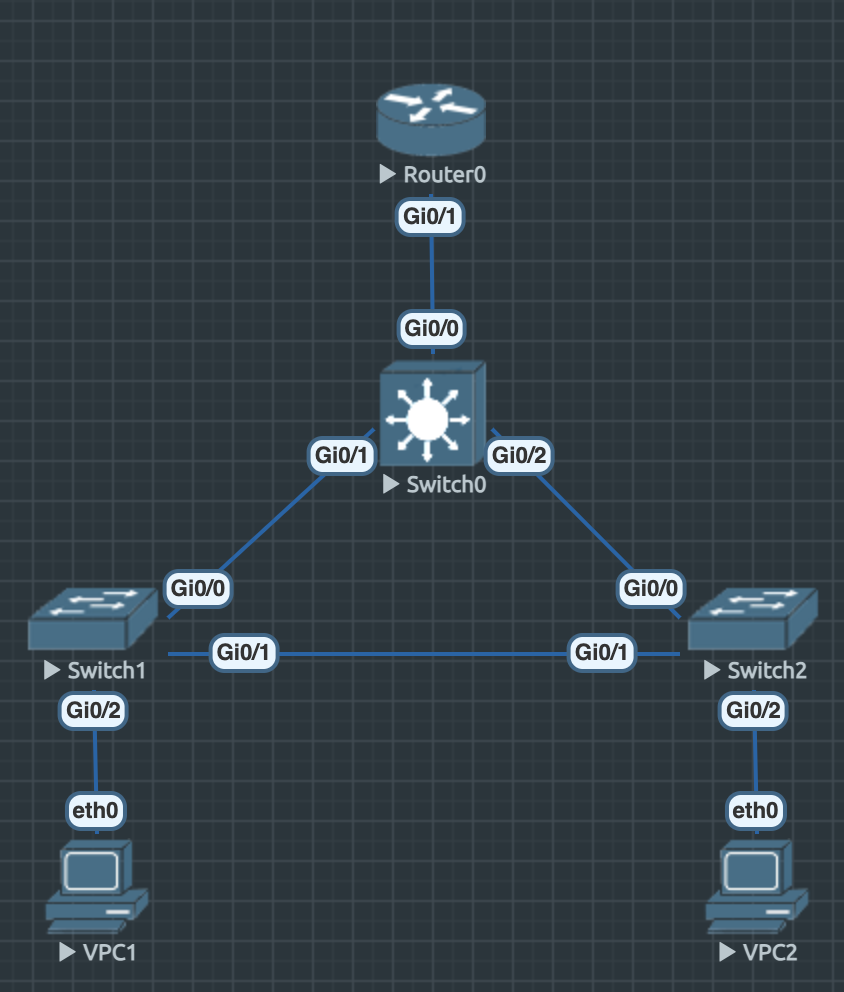 Router0
Gi0/1
Gi0/0
Gi0/1
Gi0/2
Switch0
Gi0/0
Gi0/0
Gi0/1
Gi0/1
Switch1
Switch2
Gi0/2
Gi0/2
eth0
eth0
VPC1
VPC2